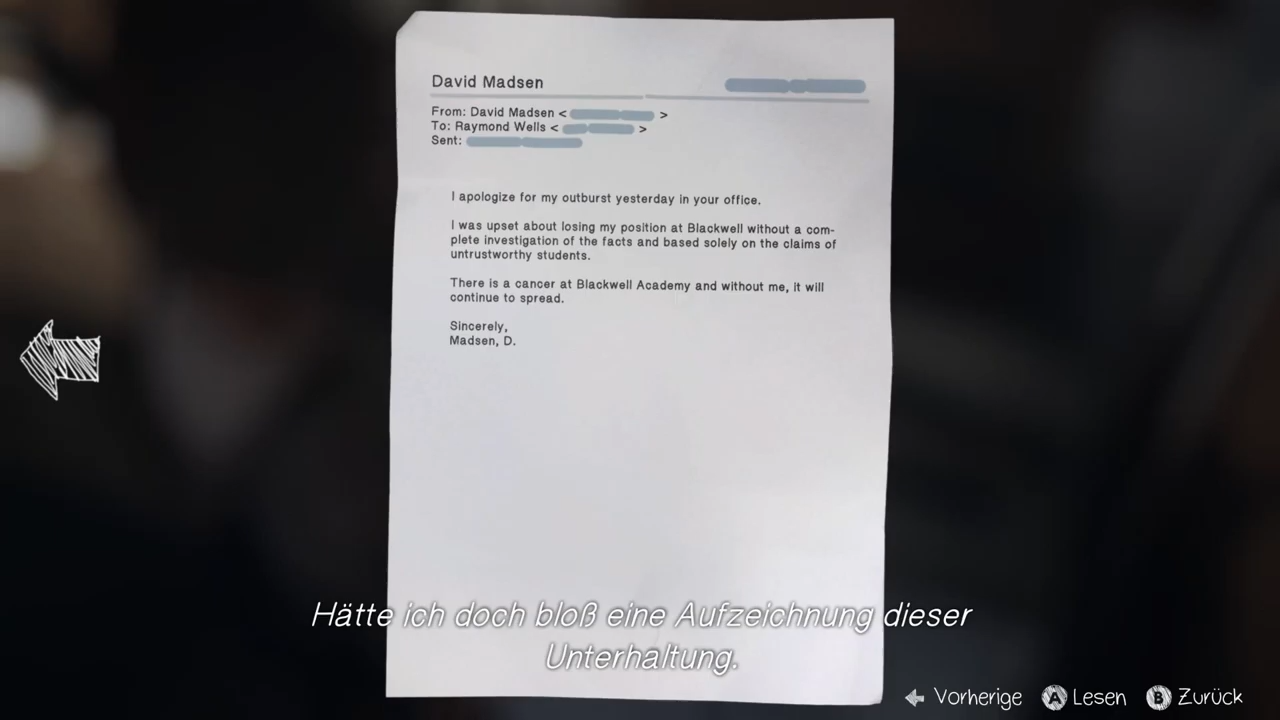 David Madsen
From: David Madsen < >
To: Raymond Wells < >
Sent:
I apologize for my outburst yesterday in your office.
I was upset about losing my position at Blackwell without a com-
plete investigation of the facts and based solely on the claims of
untrustworthy students.
There is a cancer at Blackwell Academy and without me, it will
continue to spread.
Sincerely,
Madsen, D.
Hätte ich doch bloß eine Aufzeichnung dieser
Unterhaltung.
Vorherige A Lesen B Zurück